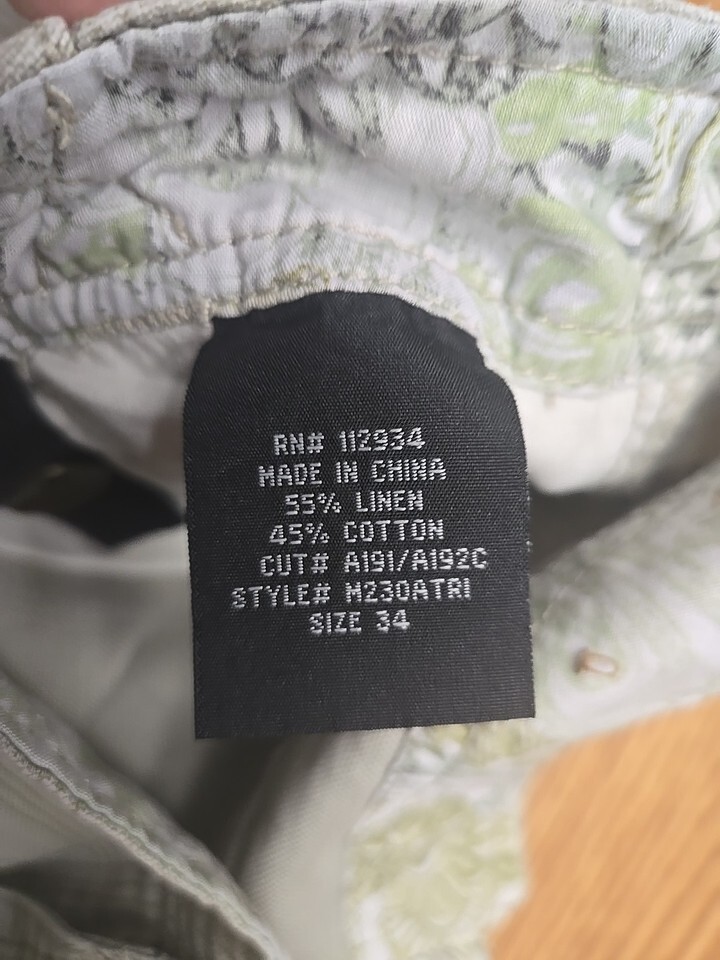 RN# 112934
MADE IN CHINA
55% LINEN
45% COTTON
CUT# A191/A192C
STYLE# M230ATRI
SIZE 34